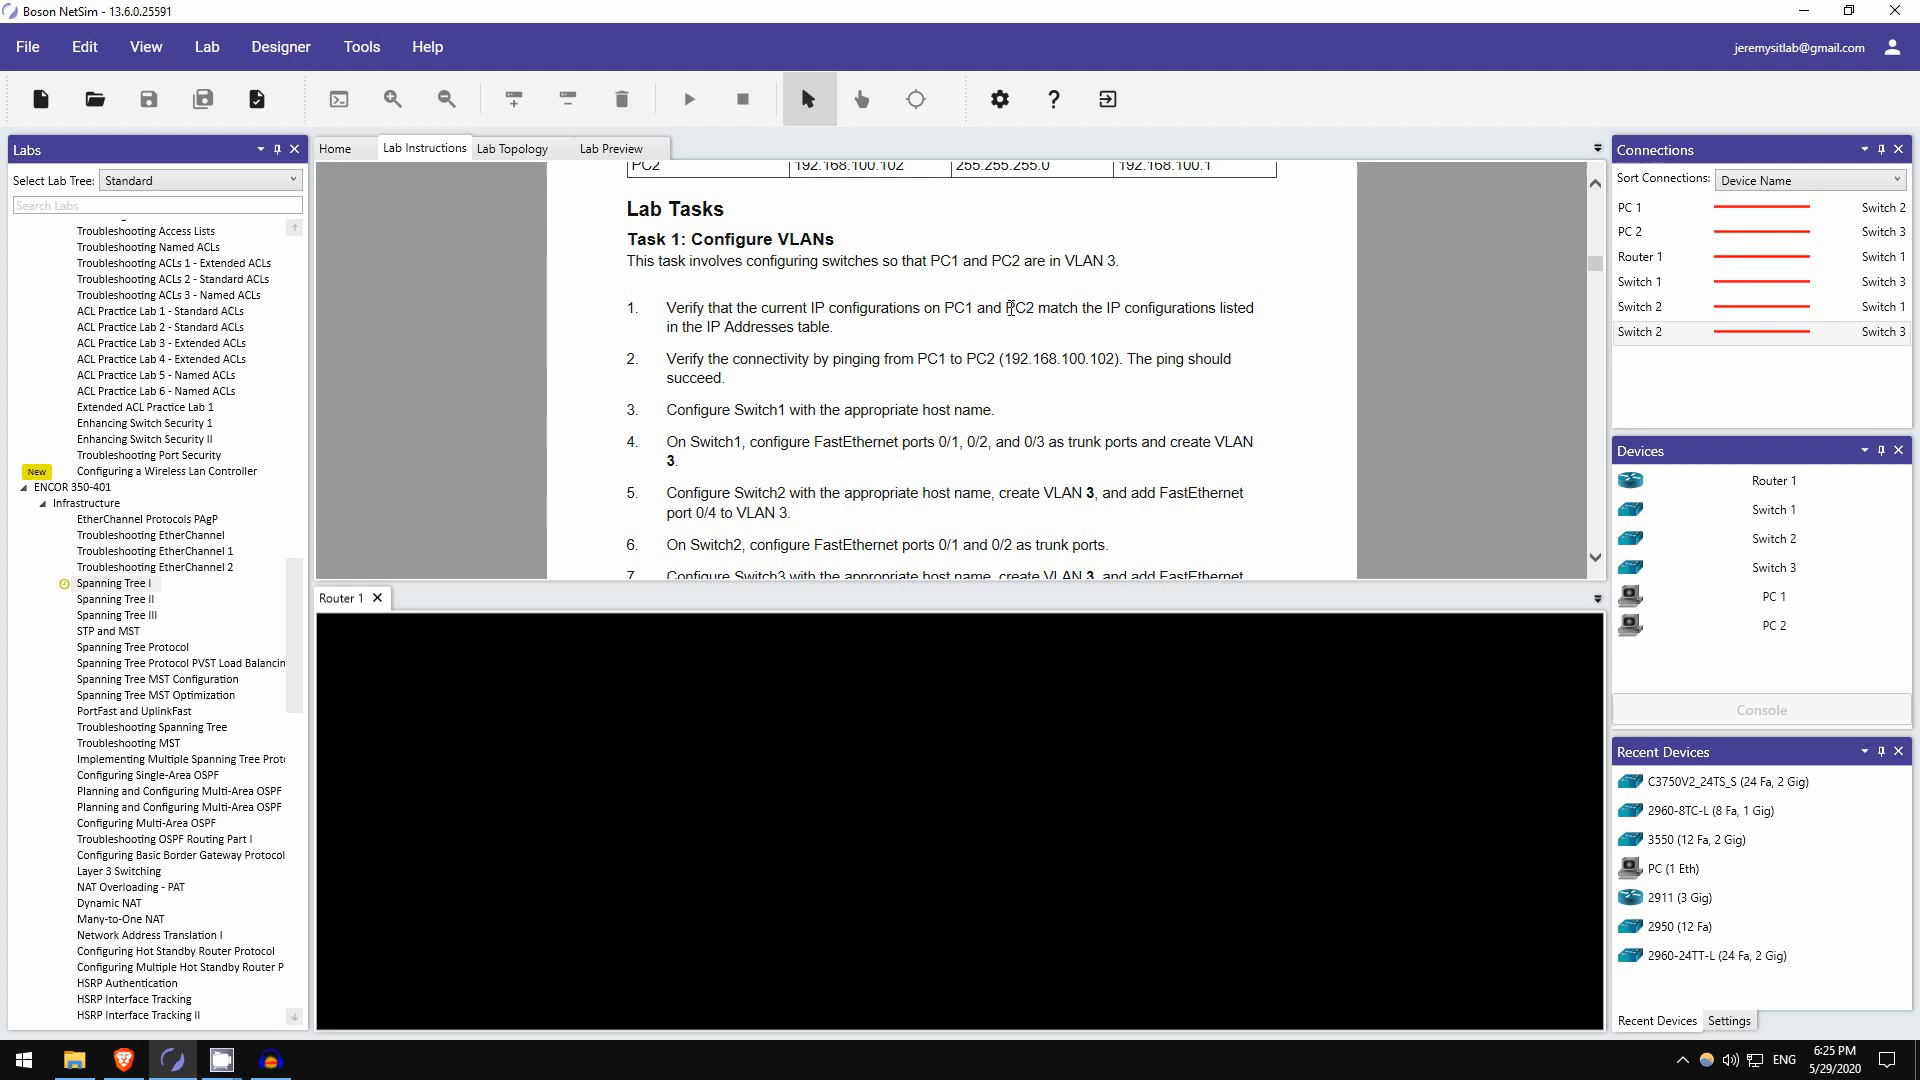 Boson NetSim - 13.6.0.25591
File Edit View Lab Designer Tools Help
jeremysitlab@gmail.com
Labs
Select Lab Tree: Standard
Search Labs
Troubleshooting Access Lists
Troubleshooting Named ACLs
Troubleshooting ACLs 1 - Extended ACLs
Troubleshooting ACLs 2 - Standard ACLs
Troubleshooting ACLs 3 - Named ACLs
ACL Practice Lab 1 - Standard ACLs
ACL Practice Lab 2 - Standard ACLs
ACL Practice Lab 3 - Extended ACLs
ACL Practice Lab 4 - Extended ACLs
ACL Practice Lab 5 - Named ACLs
ACL Practice Lab 6 - Named ACLs
Extended ACL Practice Lab 1
Enhancing Switch Security 1
Enhancing Switch Security II
Troubleshooting Port Security
New Configuring a Wireless Lan Controller
ENCOR 350-401
Infrastructure
EtherChannel Protocols PAgP
Troubleshooting EtherChannel
Troubleshooting EtherChannel 1
Troubleshooting EtherChannel 2
Spanning Tree I
Spanning Tree II
Spanning Tree III
STP and MST
Spanning Tree Protocol
Spanning Tree Protocol PVST Load Balancin
Spanning Tree MST Configuration
Spanning Tree MST Optimization
PortFast and UplinkFast
Troubleshooting Spanning Tree
Troubleshooting MST
Implementing Multiple Spanning Tree Prot
Configuring Single-Area OSPF
Planning and Configuring Multi-Area OSPF
Planning and Configuring Multi-Area OSPF
Configuring Multi-Area OSPF
Troubleshooting OSPF Routing Part I
Configuring Basic Border Gateway Protocol
Layer 3 Switching
NAT Overloading - PAT
Dynamic NAT
Many-to-One NAT
Network Address Translation I
Configuring Hot Standby Router Protocol
Configuring Multiple Hot Standby Router P
HSRP Authentication
HSRP Interface Tracking
HSRP Interface Tracking II
Home Lab Instructions Lab Topology Lab Preview
PC2 192.168.100.102 255.255.255.0 192.168.100.1
Lab Tasks
Task 1: Configure VLANs
This task involves configuring switches so that PC1 and PC2 are in VLAN 3.
1. Verify that the current IP configurations on PC1 and PC2 match the IP configurations listed
in the IP Addresses table.
2. Verify the connectivity by pinging from PC1 to PC2 (192.168.100.102). The ping should
succeed.
3. Configure Switch1 with the appropriate host name.
4. On Switch1, configure FastEthernet ports 0/1, 0/2, and 0/3 as trunk ports and create VLAN
3.
5. Configure Switch2 with the appropriate host name, create VLAN 3, and add FastEthernet
port 0/4 to VLAN 3.
6. On Switch2, configure FastEthernet ports 0/1 and 0/2 as trunk ports.
7. Configure Switch3 with the appropriate host name, create VLAN 3, and add FastEthernet
Router 1
Connections
Sort Connections: Device Name
PC 1 Switch 2
PC 2 Switch 3
Router 1 Switch 1
Switch 1 Switch 3
Switch 2 Switch 1
Switch 2 Switch 3
Devices
Router 1
Switch 1
Switch 2
Switch 3
PC 1
PC 2
Console
Recent Devices
C3750V2_24TS_S (24 Fa, 2 Gig)
2960-8TC-L (8 Fa, 1 Gig)
3550 (12 Fa, 2 Gig)
PC (1 Eth)
2911 (3 Gig)
2950 (12 Fa)
2960-24TT-L (24 Fa, 2 Gig)
Recent Devices Settings
ENG
6:25 PM
5/29/2020